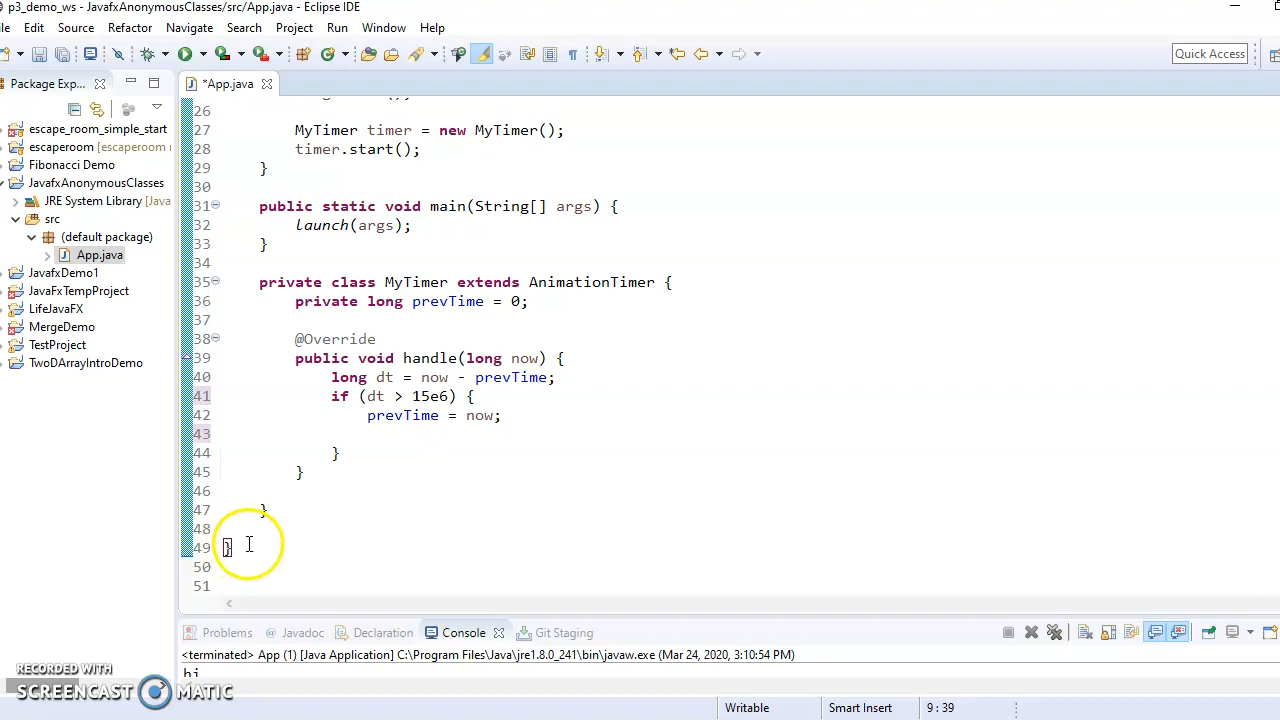 p3_demo_ws - JavafxAnonymousClasses/src/App.java - Eclipse IDE
Edit Source Refactor Navigate Search Project Run Window Help
Quick Access
Package Exp...
*App.java
escape_room_simple_start
escaperoom [escaperoom
Fibonacci Demo
JavafxAnonymousClasses
JRE System Library [Java
src
(default package)
App.java
JavafxDemo1
JavaFxTempProject
LifeJavaFX
MergeDemo
TestProject
TwoDArrayIntroDemo
26
27 MyTimer timer = new MyTimer();
28 timer.start();
29 }
30
31 public static void main(String[] args) {
32 launch(args);
33 }
34
35 private class MyTimer extends AnimationTimer {
36 private long prevTime = 0;
37
38 @Override
39 public void handle(long now) {
40 long dt = now - prevTime;
41 if (dt > 15e6) {
42 prevTime = now;
43
44 }
45 }
46
47 }
48
49 }
50
51
Problems Javadoc Declaration Console Git Staging
<terminated> App (1) [Java Application] C:\Program Files\Java\jre1.8.0_241\bin\javaw.exe (Mar 24, 2020, 3:10:54 PM)
hi
RECORDED WITH
SCREENCAST MATIC
Writable Smart Insert 9 : 39